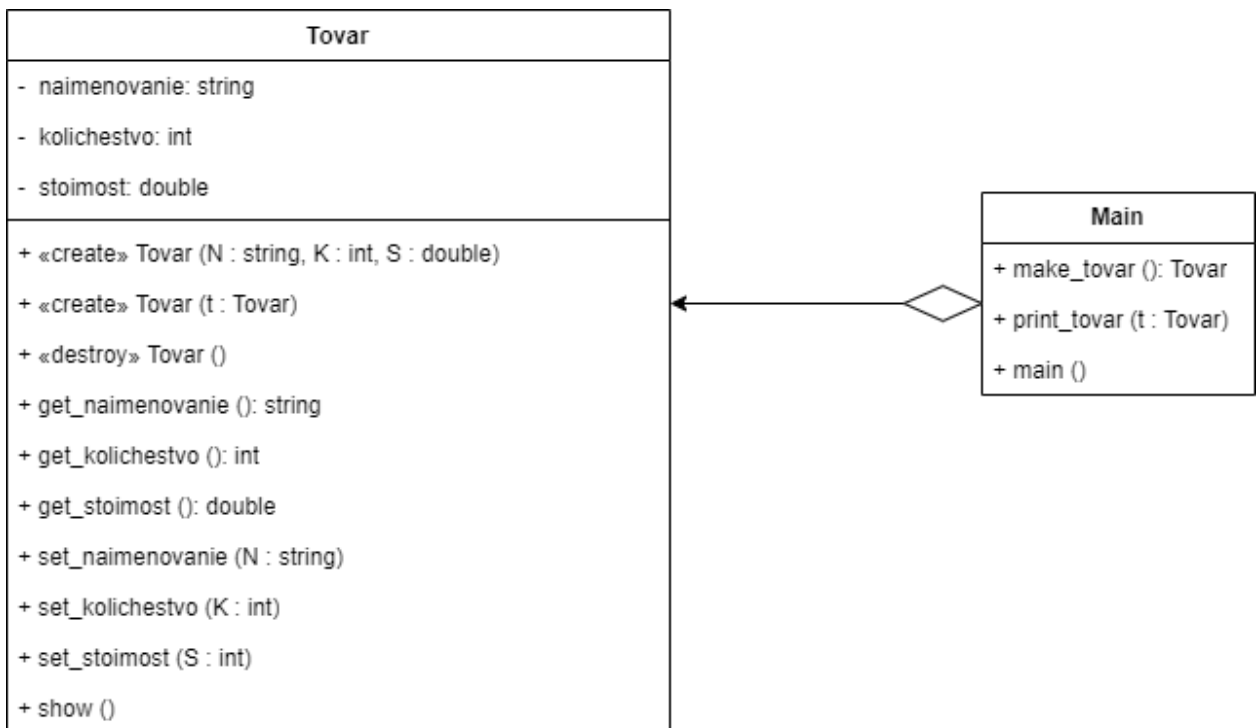 Tovar
- naimenovanie: string
- kolichestvo: int
- stoimost: double
+ «create» Tovar (N : string, K : int, S : double)
+ «create» Tovar (t : Tovar)
+ «destroy» Tovar ()
+ get_naimenovanie (): string
+ get_kolichestvo (): int
+ get_stoimost (): double
+ set_naimenovanie (N : string)
+ set_kolichestvo (K : int)
+ set_stoimost (S : int)
+ show ()
Main
+ make_tovar (): Tovar
+ print_tovar (t : Tovar)
+ main ()